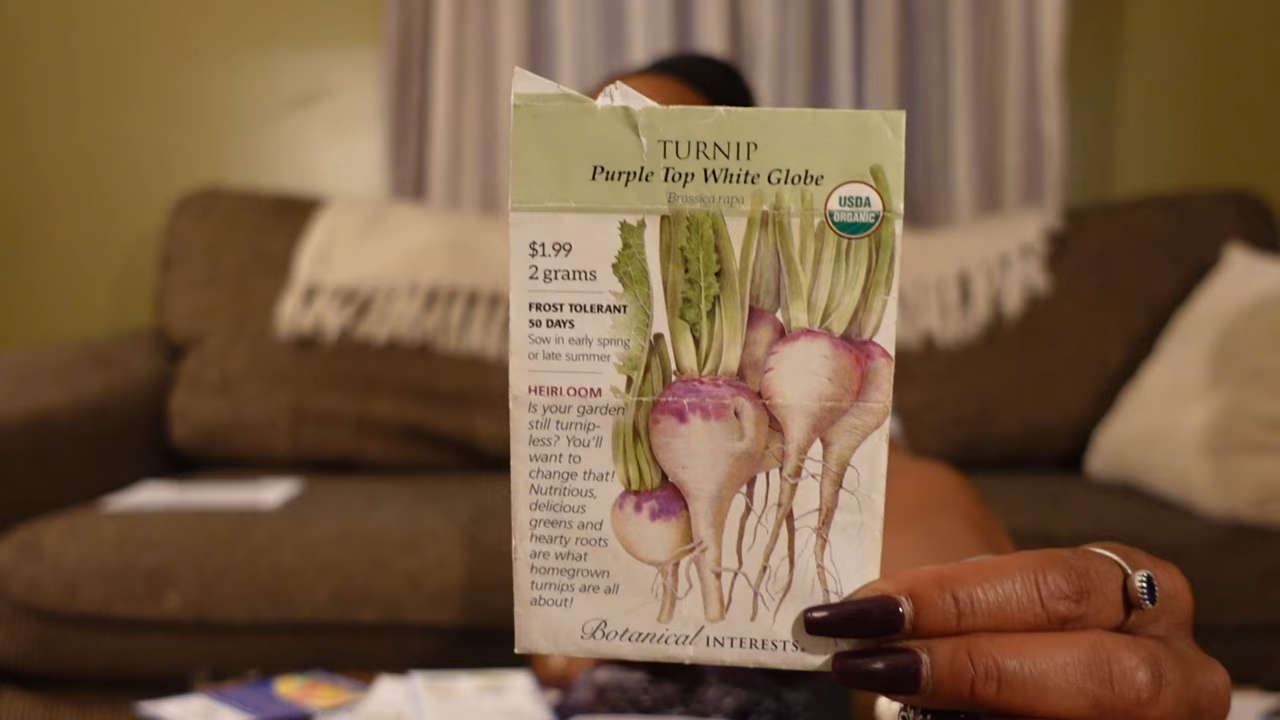 TURNIP
Purple Top White Globe
Brassica rapa
USDA
ORGANIC
$1.99
2 grams
FROST TOLERANT
50 DAYS
Sow in early spring
or late summer
HEIRLOOM
Is your garden
still turnip-
less? You'll
want to
change that!
Nutritious,
delicious
greens and
hearty roots
are what
homegrown
turnips are all
about!
Botanical INTERESTS®